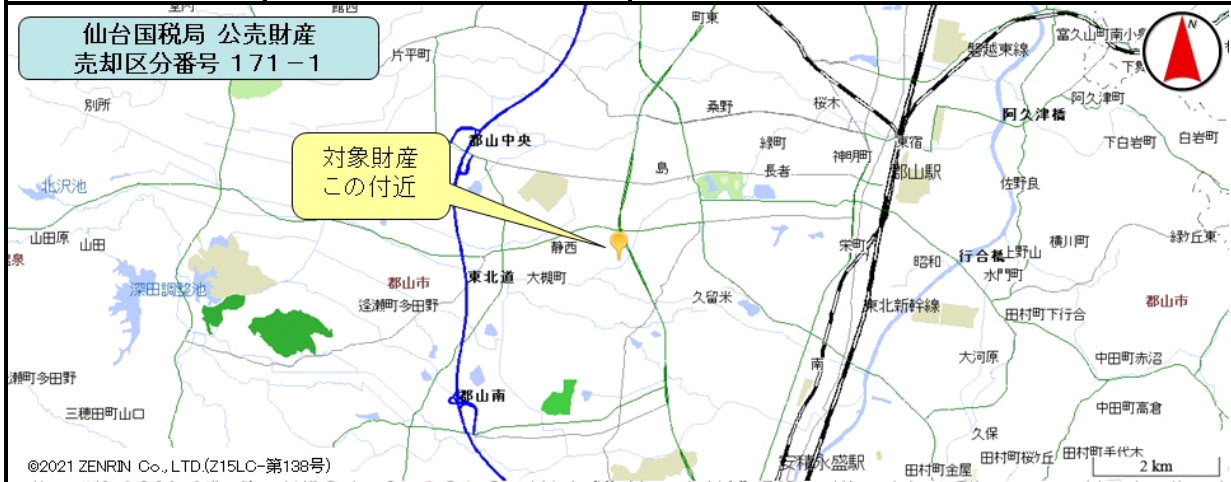 館西
町東
仙台国税局 公売財産
売却区分番号 171－1
片平町
磐越東線
富久山町南小泉
N
別所
桑野
桜木
阿久津町
阿久津橋
郡山中央
対象財産
この付近
緑町
神明町
東宿
下白岩町
白岩町
島
長者
郡山駅
佐野良
北沢池
山田原
山田
静西
栄町
昭和
行合橋
上野山
横川町
緑ヶ丘東
水門町
郡山市
東北道
大槻町
深田調整池
逢瀬町多田野
久留米
東北新幹線
田村町下行合
郡山市
南
大河原
中田町赤沼
瀬町多田野
三穂田町山口
郡山南
中田町高倉
久保
安積永盛駅
田村町金屋
田村町桜ケ丘
田村町手代木
2 km
©2021 ZENRIN Co., LTD.(Z15LC-第138号)